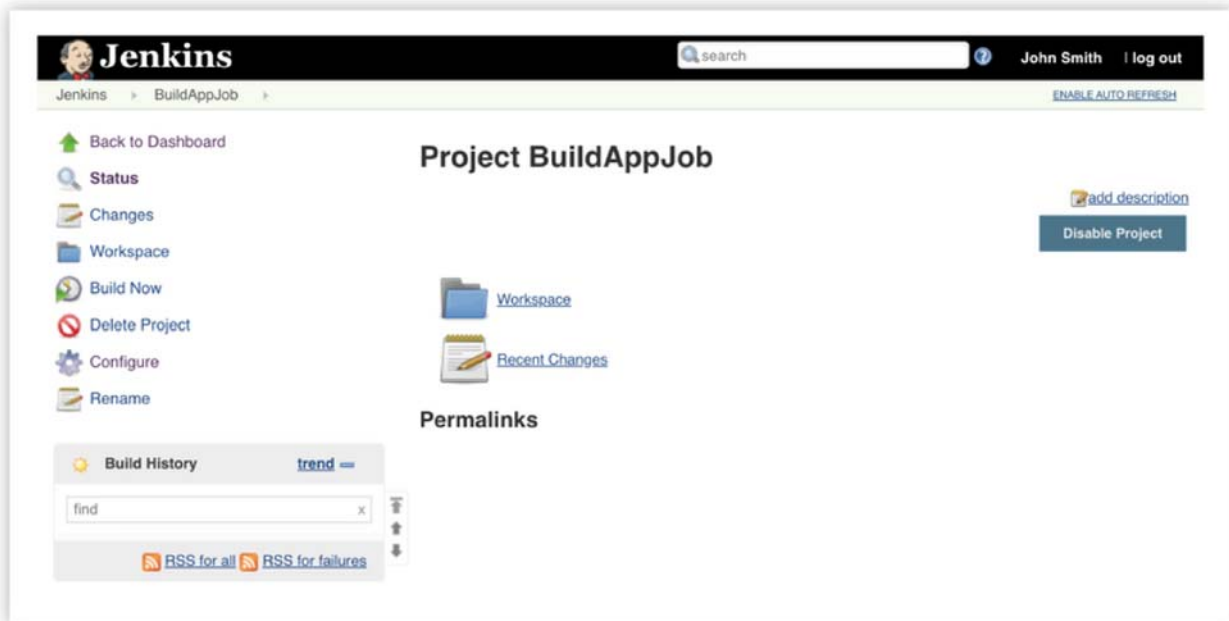 Jenkins search John Smith | log out
Jenkins BuildAppJob ENABLE AUTO REFRESH
Back to Dashboard
Status
Changes
Workspace
Build Now
Delete Project
Configure
Rename
Build History trend
find x
RSS for all RSS for failures
Project BuildAppJob
add description
Disable Project
Workspace
Recent Changes
Permalinks